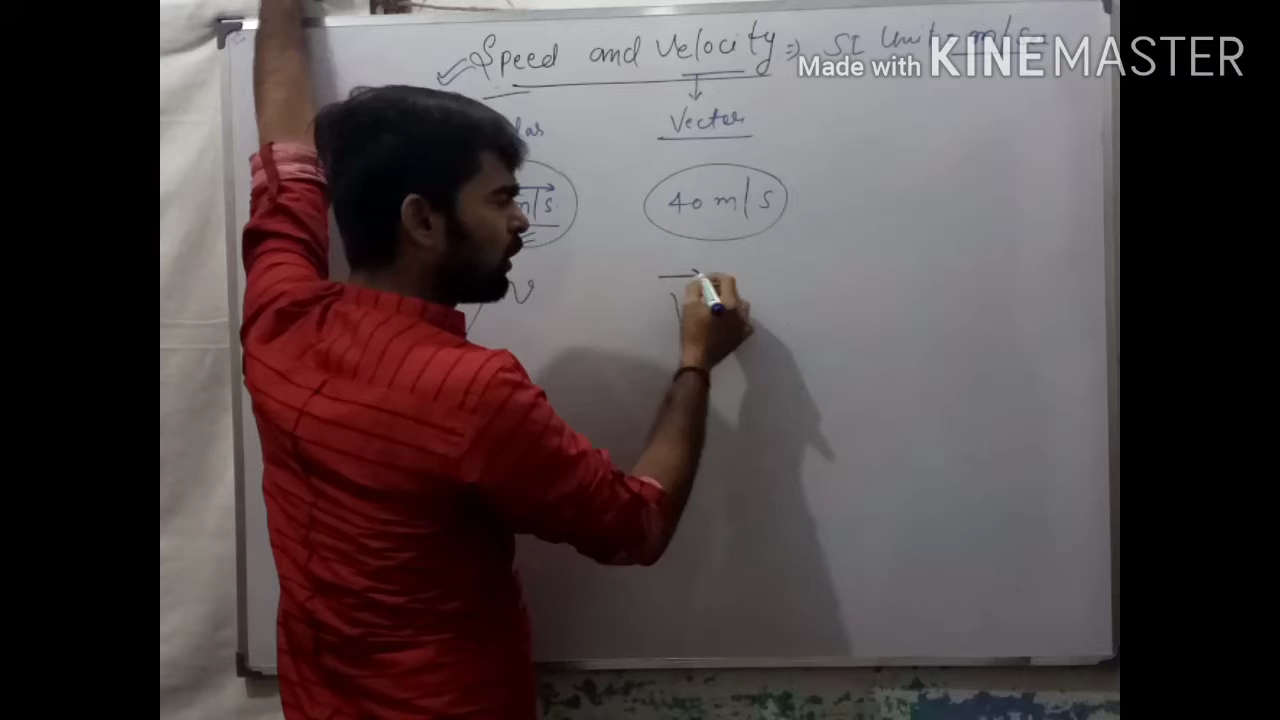 Speed and Velocity => SI Unit - m/s
Made with KINEMASTER
Vector
m/s
40 m/s
v